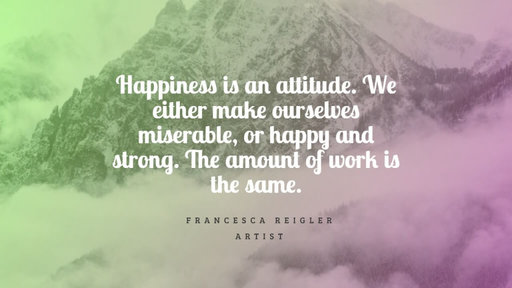 Happiness is an attitude. We
either make ourselves
miserable, or happy and
strong. The amount of work is
the same.
FRANCESCA REIGLER
ARTIST